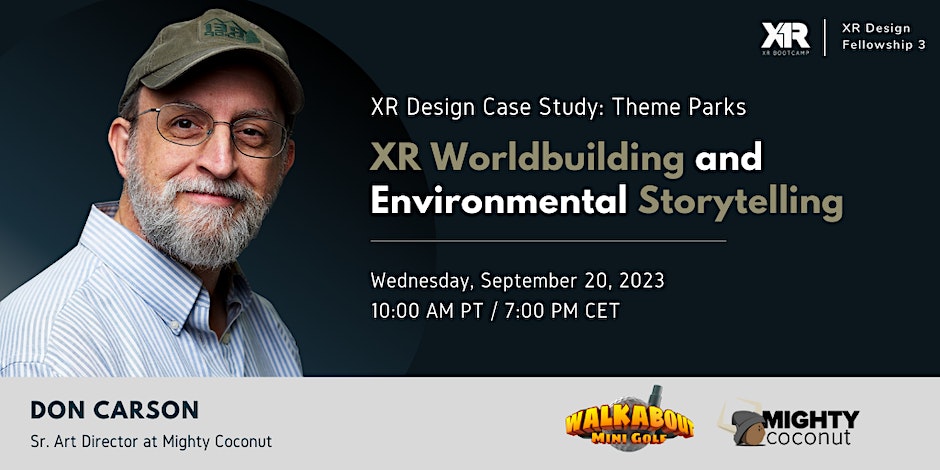 XR
XR BOOTCAMP
XR Design
Fellowship 3
XR Design Case Study: Theme Parks
XR Worldbuilding and
Environmental Storytelling
Wednesday, September 20, 2023
10:00 AM PT / 7:00 PM CET
DON CARSON
Sr. Art Director at Mighty Coconut
WALKABOUT
MINI GOLF
MIGHTY
coconut